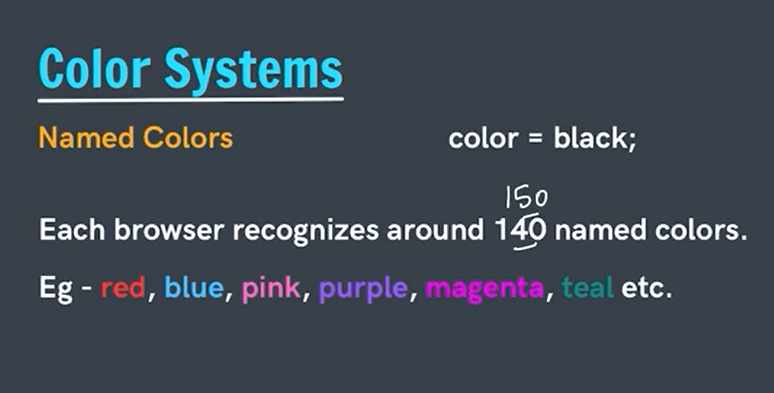 Color Systems
Named Colors color = black;
150
Each browser recognizes around 140 named colors.
Eg - red, blue, pink, purple, magenta, teal etc.